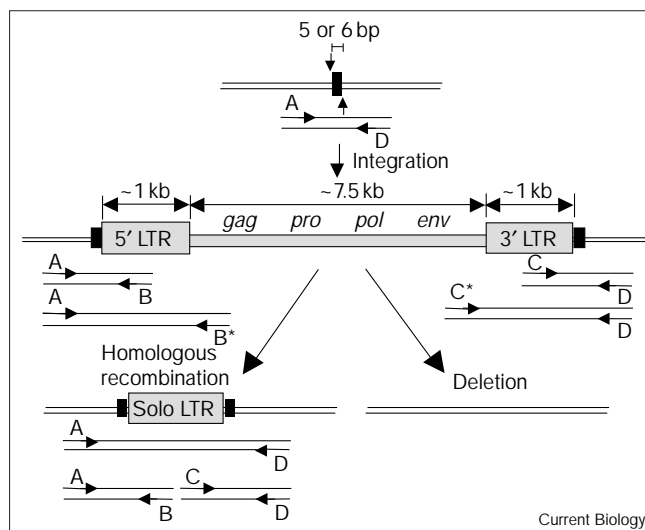 5 or 6 bp
A
D
Integration
~1 kb ~7.5 kb ~1 kb
gag pro pol env
5′ LTR 3′ LTR
A C
B D
A C*
B* D
Homologous
recombination
Deletion
Solo LTR
A
D
A C
B D
Current Biology